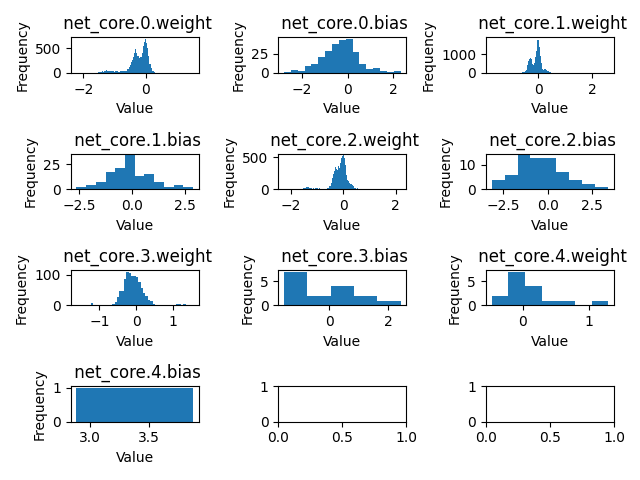 net_core.0.weight
net_core.0.bias
net_core.1.weight
Frequency
500
0
−2
0
Value
Frequency
25
0
−2
0
2
Value
Frequency
1000
0
0
2
Value
net_core.1.bias
net_core.2.weight
net_core.2.bias
Frequency
25
0
−2.5
0.0
2.5
Value
Frequency
500
0
−2
0
2
Value
Frequency
10
0
−2.5
0.0
2.5
Value
net_core.3.weight
net_core.3.bias
net_core.4.weight
Frequency
100
0
−1
0
1
Value
Frequency
5
0
0
2
Value
Frequency
5
0
0
1
Value
net_core.4.bias
Frequency
1
0
3.0
3.5
Value
1
0
0.0
0.5
1.0
1
0
0.0
0.5
1.0